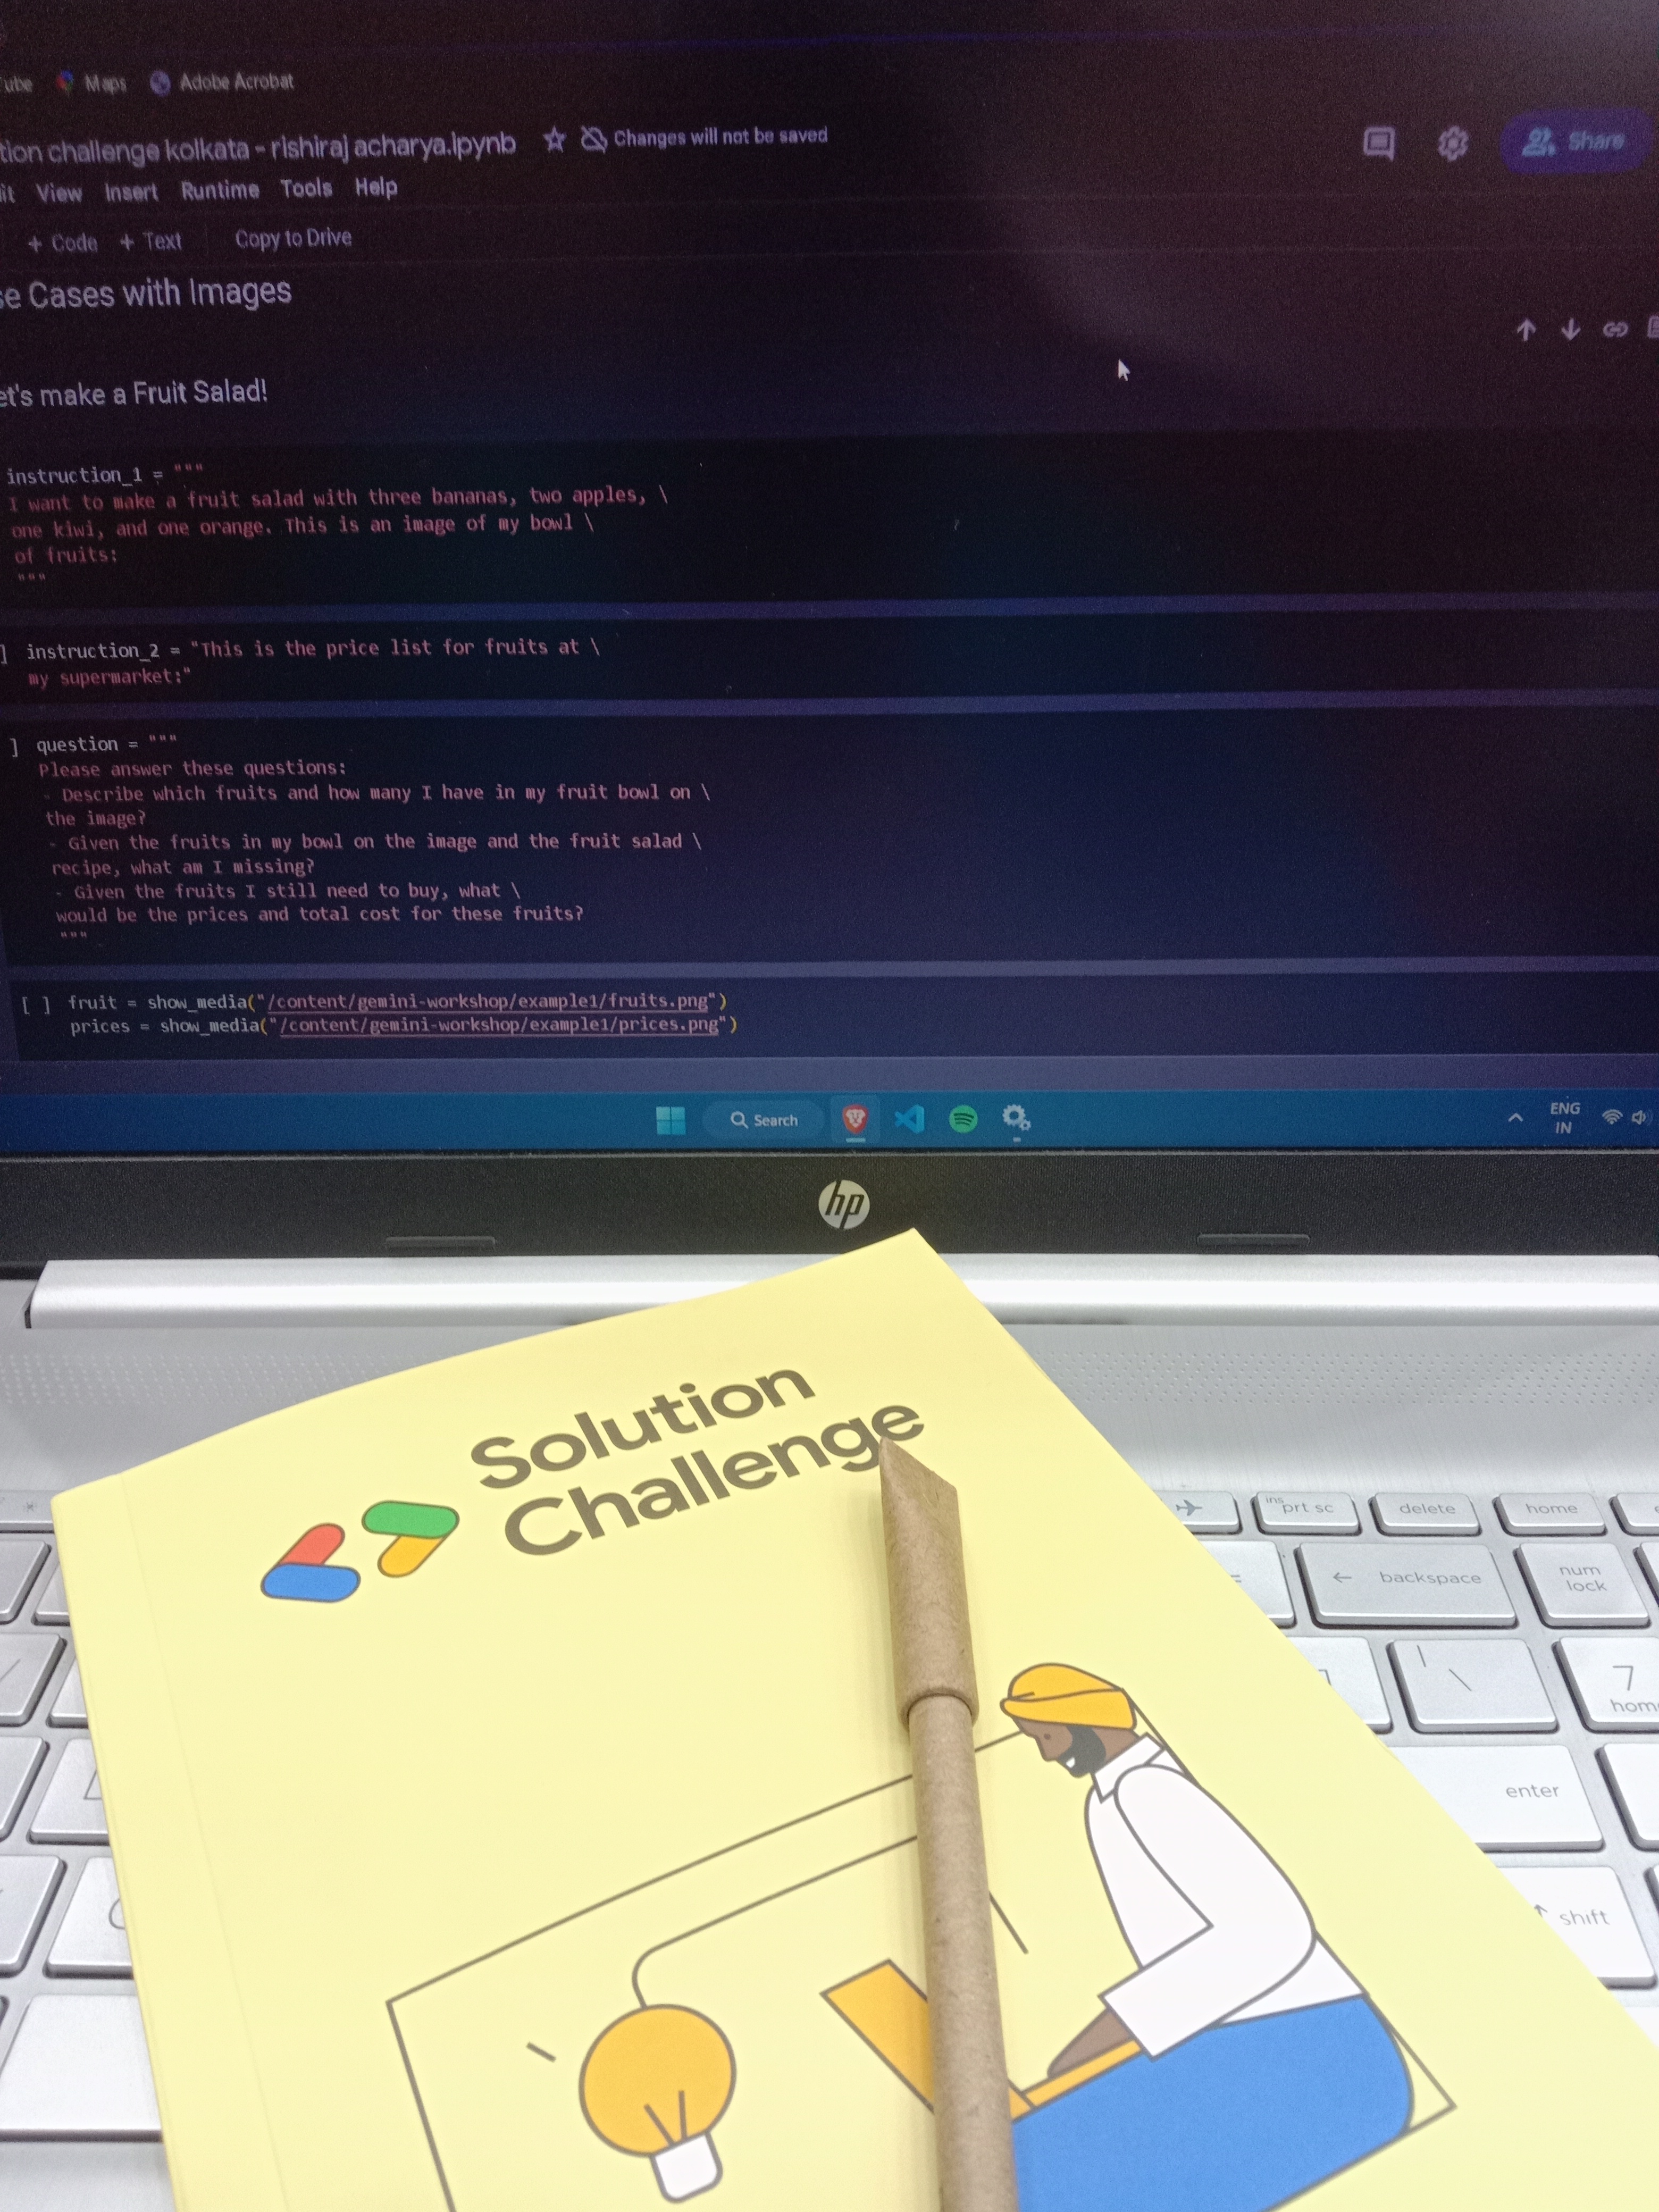 Maps Adobe Acrobat
challenge kolkata - rishiraj acharya.ipynb Changes will not be saved Share
View Insert Runtime Tools Help
+ Code + Text Copy to Drive
Cases with Images
make a Fruit Salad!
instruction_1 = """
I want to make a fruit salad with three bananas, two apples, \
one kiwi, and one orange. This is an image of my bowl \
of fruits:
"""
] instruction_2 = "This is the price list for fruits at \
my supermarket:"
] question = """
Please answer these questions:
- Describe which fruits and how many I have in my fruit bowl on \
the image?
- Given the fruits in my bowl on the image and the fruit salad \
recipe, what am I missing?
- Given the fruits I still need to buy, what \
would be the prices and total cost for these fruits?
"""
[ ] fruit = show_media("/content/gemini-workshop/example1/fruits.png")
prices = show_media("/content/gemini-workshop/example1/prices.png")
Search ENG
IN
hp
Solution
Challenge
ins prt sc delete home
← backspace num
lock
\ 7
home
enter
↑ shift